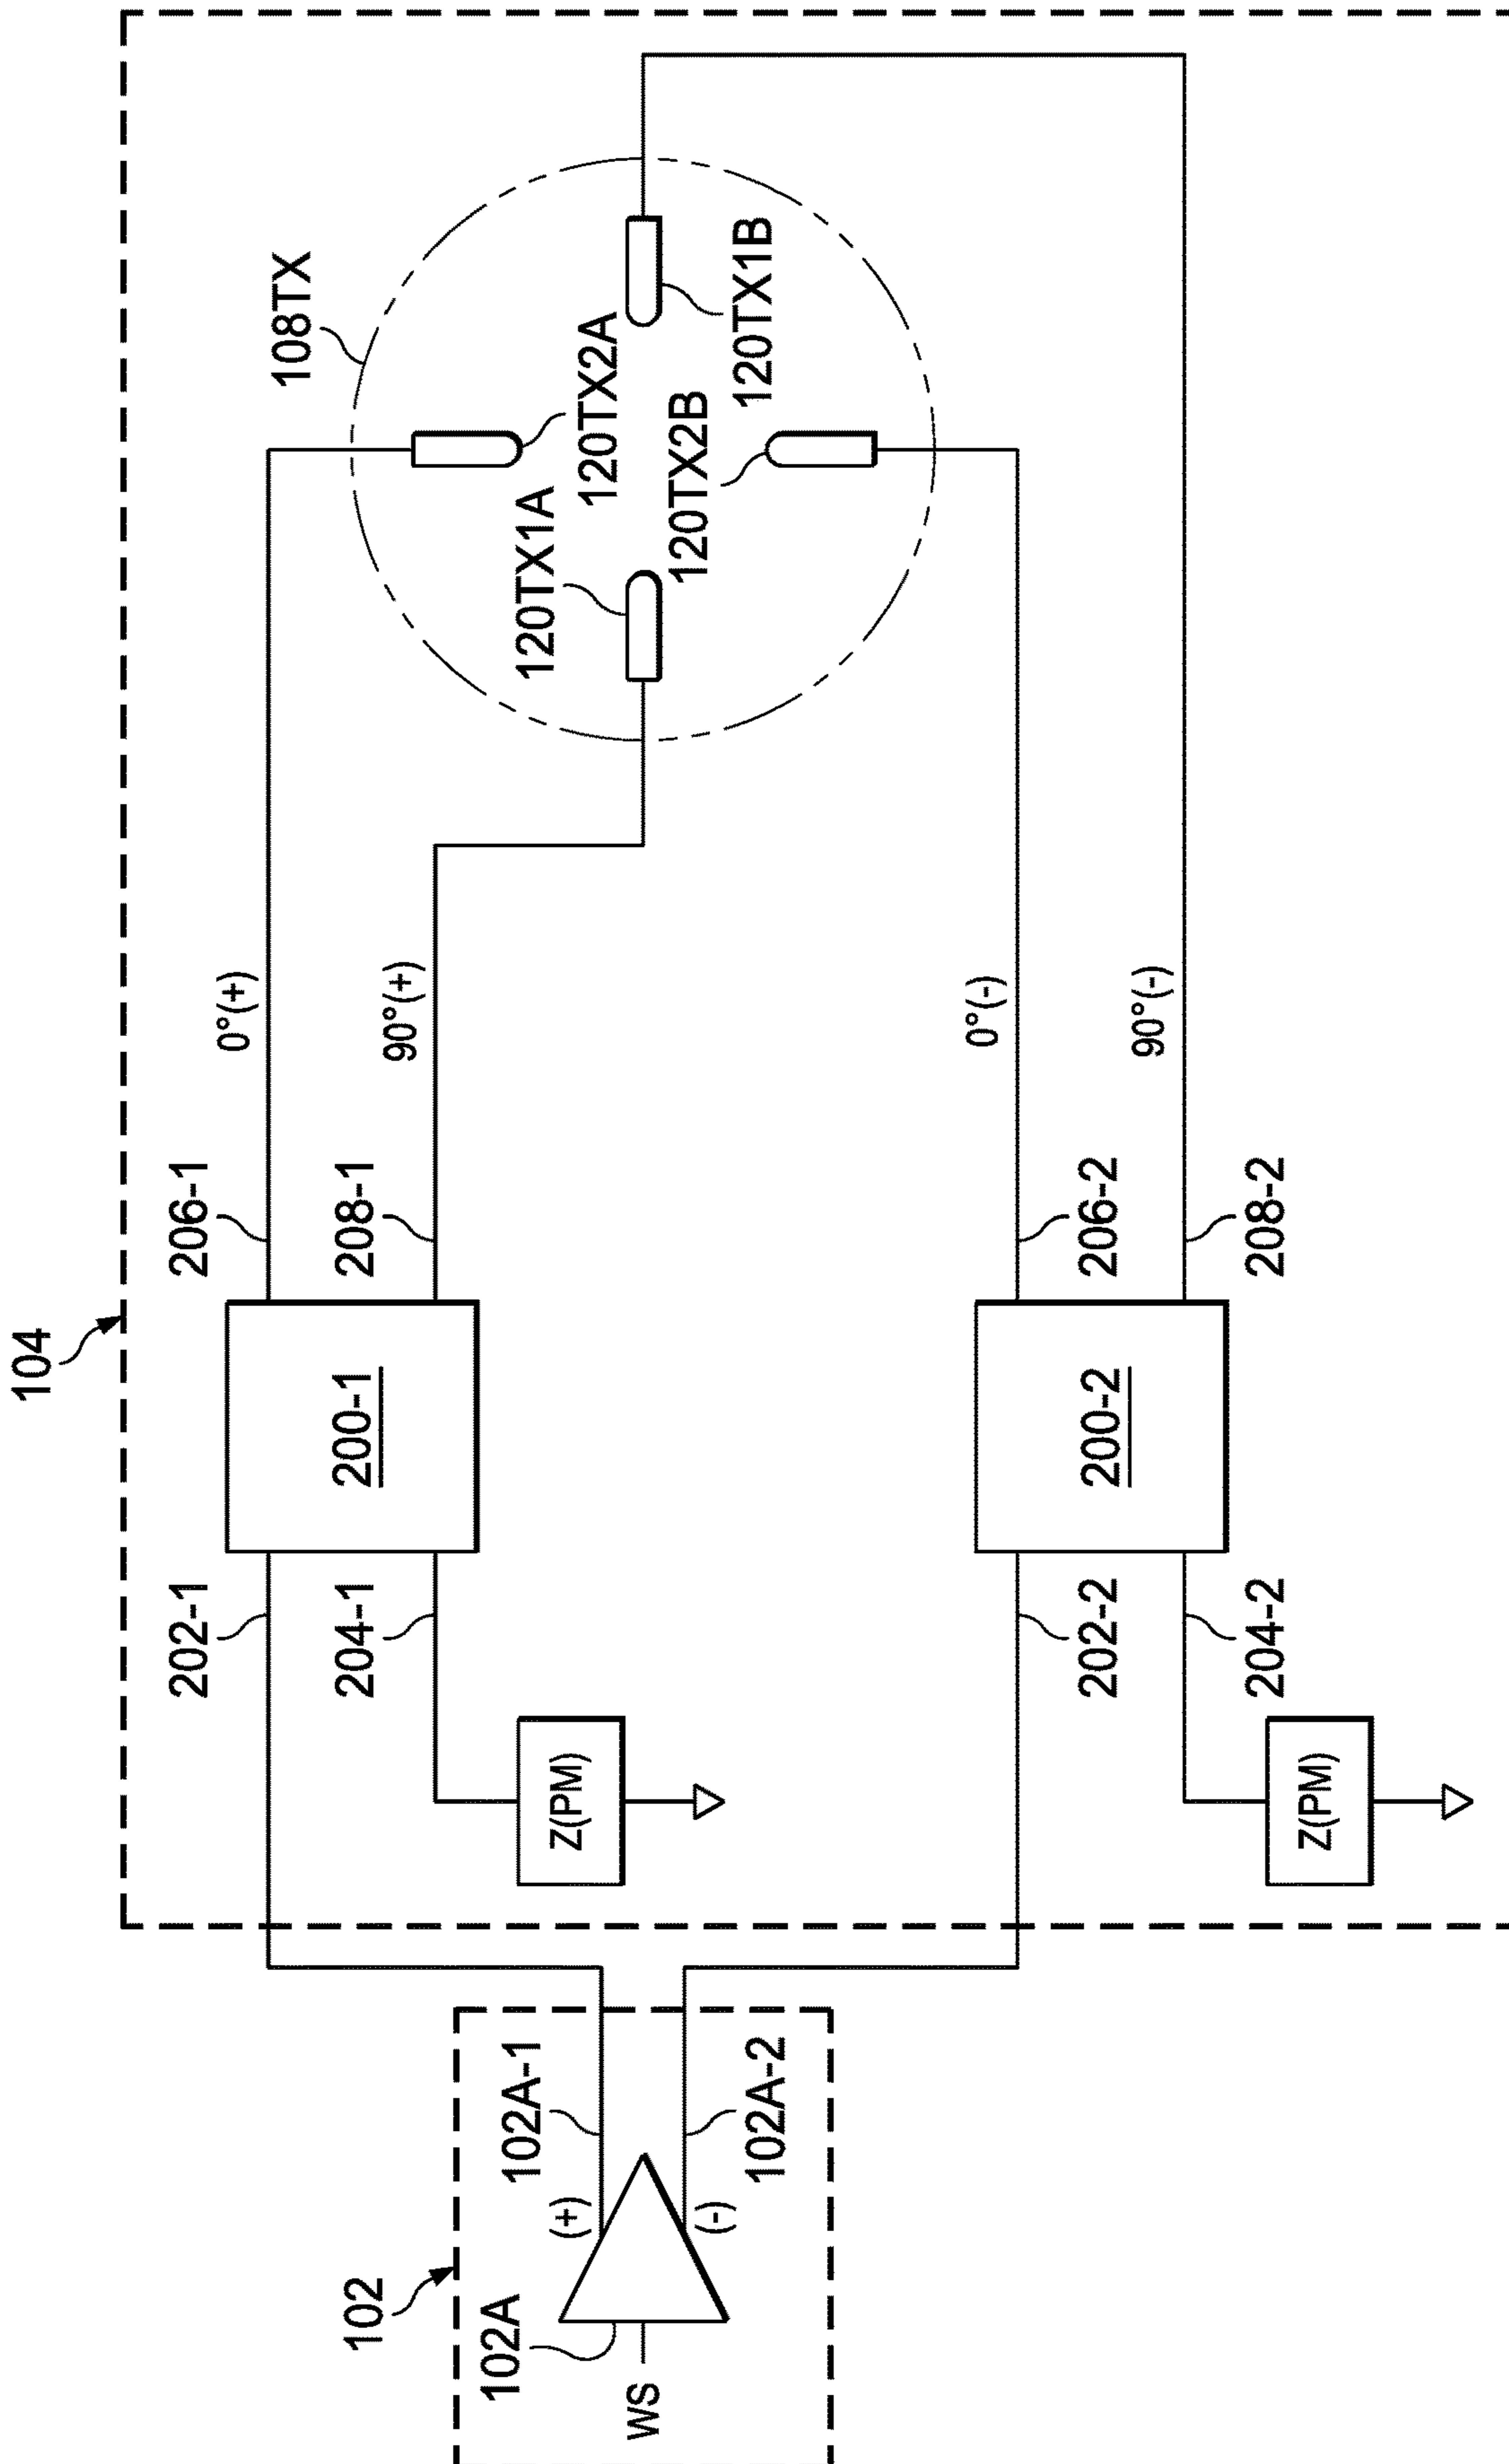 104
206-1
0°(+)
108TX
202-1
200-1
208-1
90°(+)
204-1
120TX1A
120TX2A
Z(PM)
120TX2B
120TX1B
102
102A
(+)
102A-1
WS
(-)
102A-2
206-2
0°(-)
202-2
200-2
208-2
90°(-)
204-2
Z(PM)